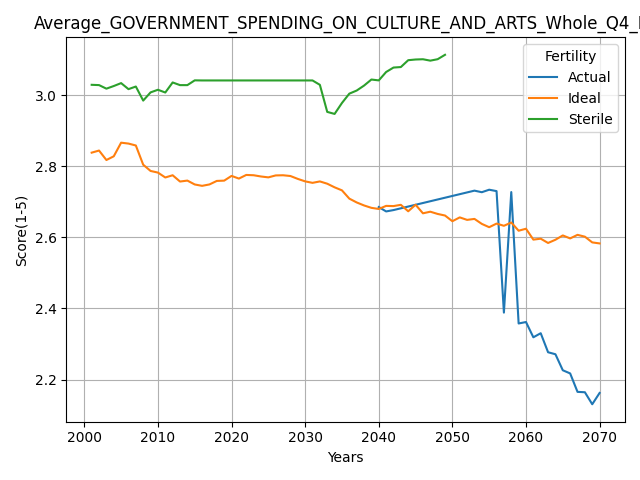 Average_GOVERNMENT_SPENDING_ON_CULTURE_AND_ARTS_Whole_Q4_
Fertility
Actual
Ideal
Sterile
Score(1-5)
3.0
2.8
2.6
2.4
2.2
2000 2010 2020 2030 2040 2050 2060 2070
Years